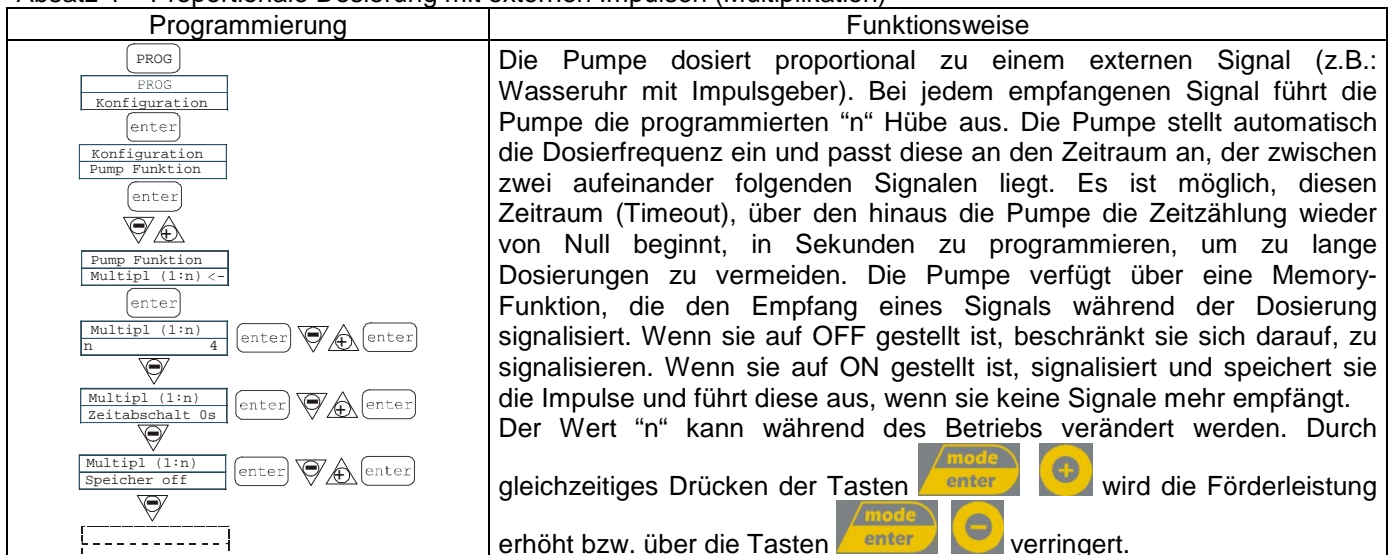 Absatz 4 – Proportionale Dosierung mit externen Impulsen (Multiplikation)
Programmierung
Funktionsweise
PROG
PROG
Konfiguration
enter
Konfiguration
Pump Funktion
enter
Pump Funktion
Multipl (1:n) <-
enter
Multipl (1:n)
n 4
enter enter
Multipl (1:n)
Zeitabschalt 0s
enter enter
Multipl (1:n)
Speicher off
enter enter
Die Pumpe dosiert proportional zu einem externen Signal (z.B.:
Wasseruhr mit Impulsgeber). Bei jedem empfangenen Signal führt die
Pumpe die programmierten “n“ Hübe aus. Die Pumpe stellt automatisch
die Dosierfrequenz ein und passt diese an den Zeitraum an, der zwischen
zwei aufeinander folgenden Signalen liegt. Es ist möglich, diesen
Zeitraum (Timeout), über den hinaus die Pumpe die Zeitzählung wieder
von Null beginnt, in Sekunden zu programmieren, um zu lange
Dosierungen zu vermeiden. Die Pumpe verfügt über eine Memory-
Funktion, die den Empfang eines Signals während der Dosierung
signalisiert. Wenn sie auf OFF gestellt ist, beschränkt sie sich darauf, zu
signalisieren. Wenn sie auf ON gestellt ist, signalisiert und speichert sie
die Impulse und führt diese aus, wenn sie keine Signale mehr empfängt.
Der Wert “n“ kann während des Betriebs verändert werden. Durch
gleichzeitiges Drücken der Tasten mode enter + wird die Förderleistung
erhöht bzw. über die Tasten mode enter - verringert.